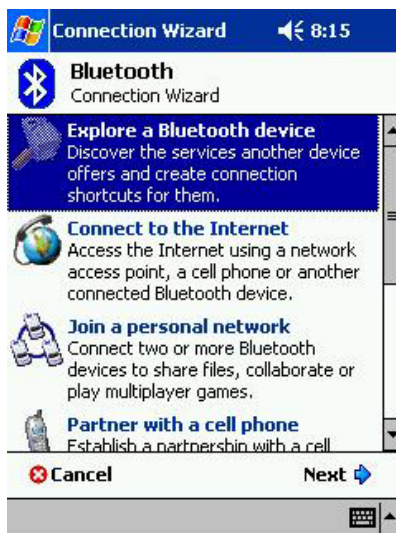 Connection Wizard 8:15
Bluetooth
Connection Wizard
Explore a Bluetooth device
Discover the services another device
offers and create connection
shortcuts for them.
Connect to the Internet
Access the Internet using a network
access point, a cell phone or another
connected Bluetooth device.
Join a personal network
Connect two or more Bluetooth
devices to share files, collaborate or
play multiplayer games.
Partner with a cell phone
Establish a partnership with a cell
Cancel Next